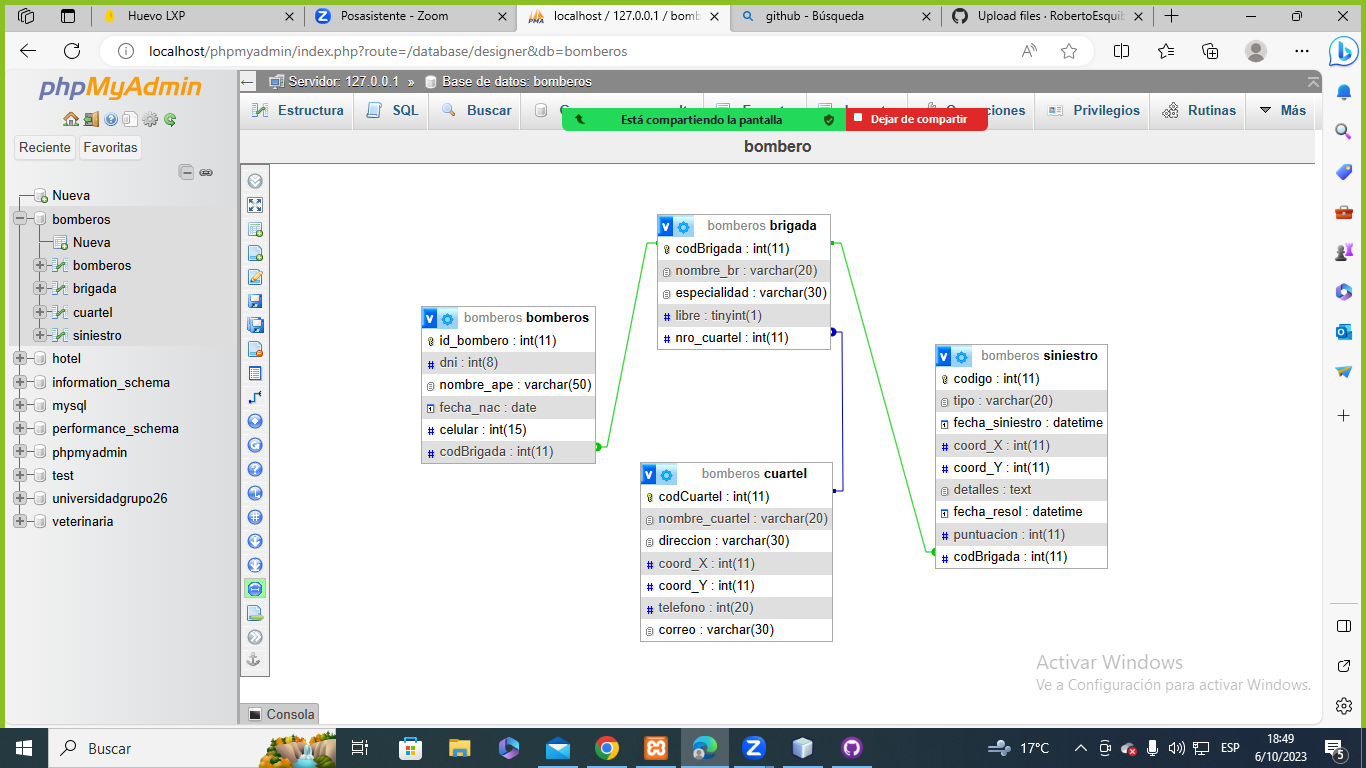 Huevo LXP
Posasistente - Zoom
localhost / 127.0.0.1 / bomb
github - Búsqueda
Upload files · RobertoEsquib
localhost/phpmyadmin/index.php?route=/database/designer&db=bomberos
phpMyAdmin
Reciente
Favoritas
Nueva
bomberos
Nueva
bomberos
brigada
cuartel
siniestro
hotel
information_schema
mysql
performance_schema
phpmyadmin
test
universidadgrupo26
veterinaria
Servidor: 127.0.0.1 » Base de datos: bomberos
Estructura
SQL
Buscar
Privilegios
Rutinas
Más
Está compartiendo la pantalla
Dejar de compartir
bombero
bomberos brigada
codBrigada : int(11)
nombre_br : varchar(20)
especialidad : varchar(30)
libre : tinyint(1)
nro_cuartel : int(11)
bomberos bomberos
id_bombero : int(11)
dni : int(8)
nombre_ape : varchar(50)
fecha_nac : date
celular : int(15)
codBrigada : int(11)
bomberos siniestro
codigo : int(11)
tipo : varchar(20)
fecha_siniestro : datetime
coord_X : int(11)
coord_Y : int(11)
detalles : text
fecha_resol : datetime
puntuacion : int(11)
codBrigada : int(11)
bomberos cuartel
codCuartel : int(11)
nombre_cuartel : varchar(20)
direccion : varchar(30)
coord_X : int(11)
coord_Y : int(11)
telefono : int(20)
correo : varchar(30)
Activar Windows
Ve a Configuración para activar Windows.
Consola
Buscar
17°C
ESP
18:49
6/10/2023
5